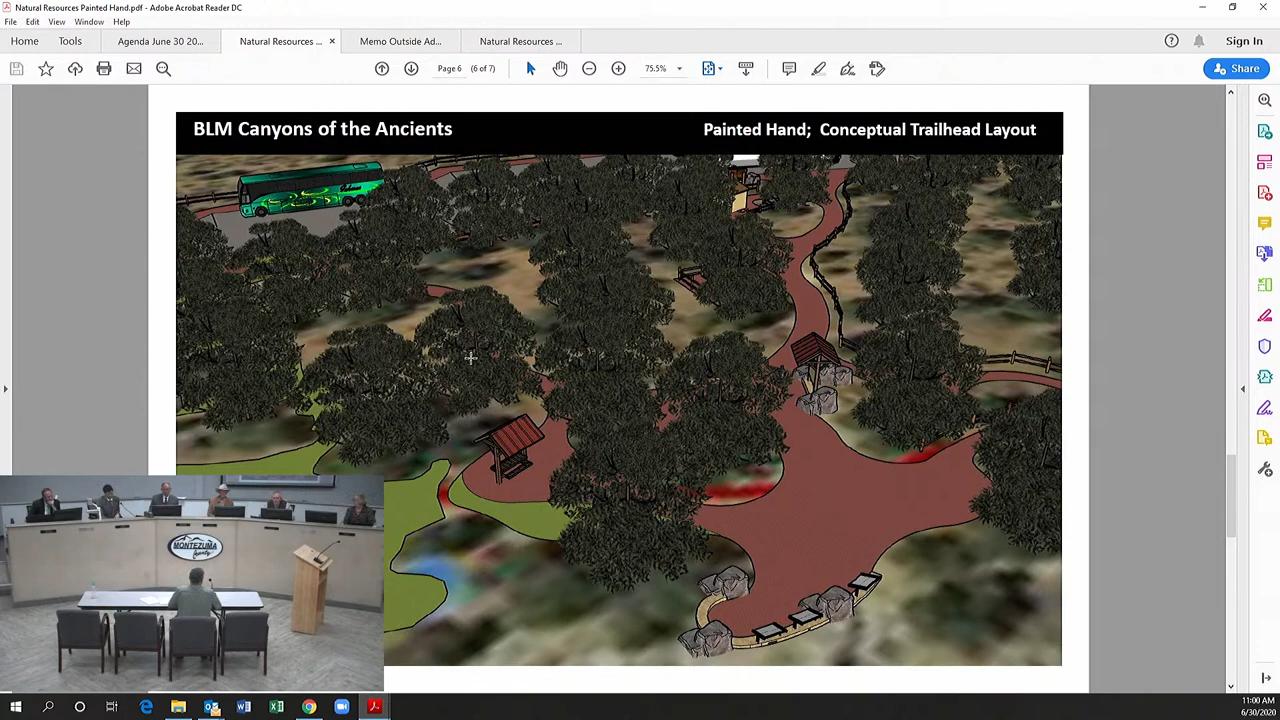 Natural Resources Painted Hand.pdf - Adobe Acrobat Reader DC
File Edit View Window Help
Home Tools Agenda June 30 20... Natural Resources ... Memo Outside Ad... Natural Resources ... Sign In
Page 6 (6 of 7) 75.5% Share
BLM Canyons of the Ancients Painted Hand; Conceptual Trailhead Layout
MONTEZUMA
County
11:00 AM
6/30/2020